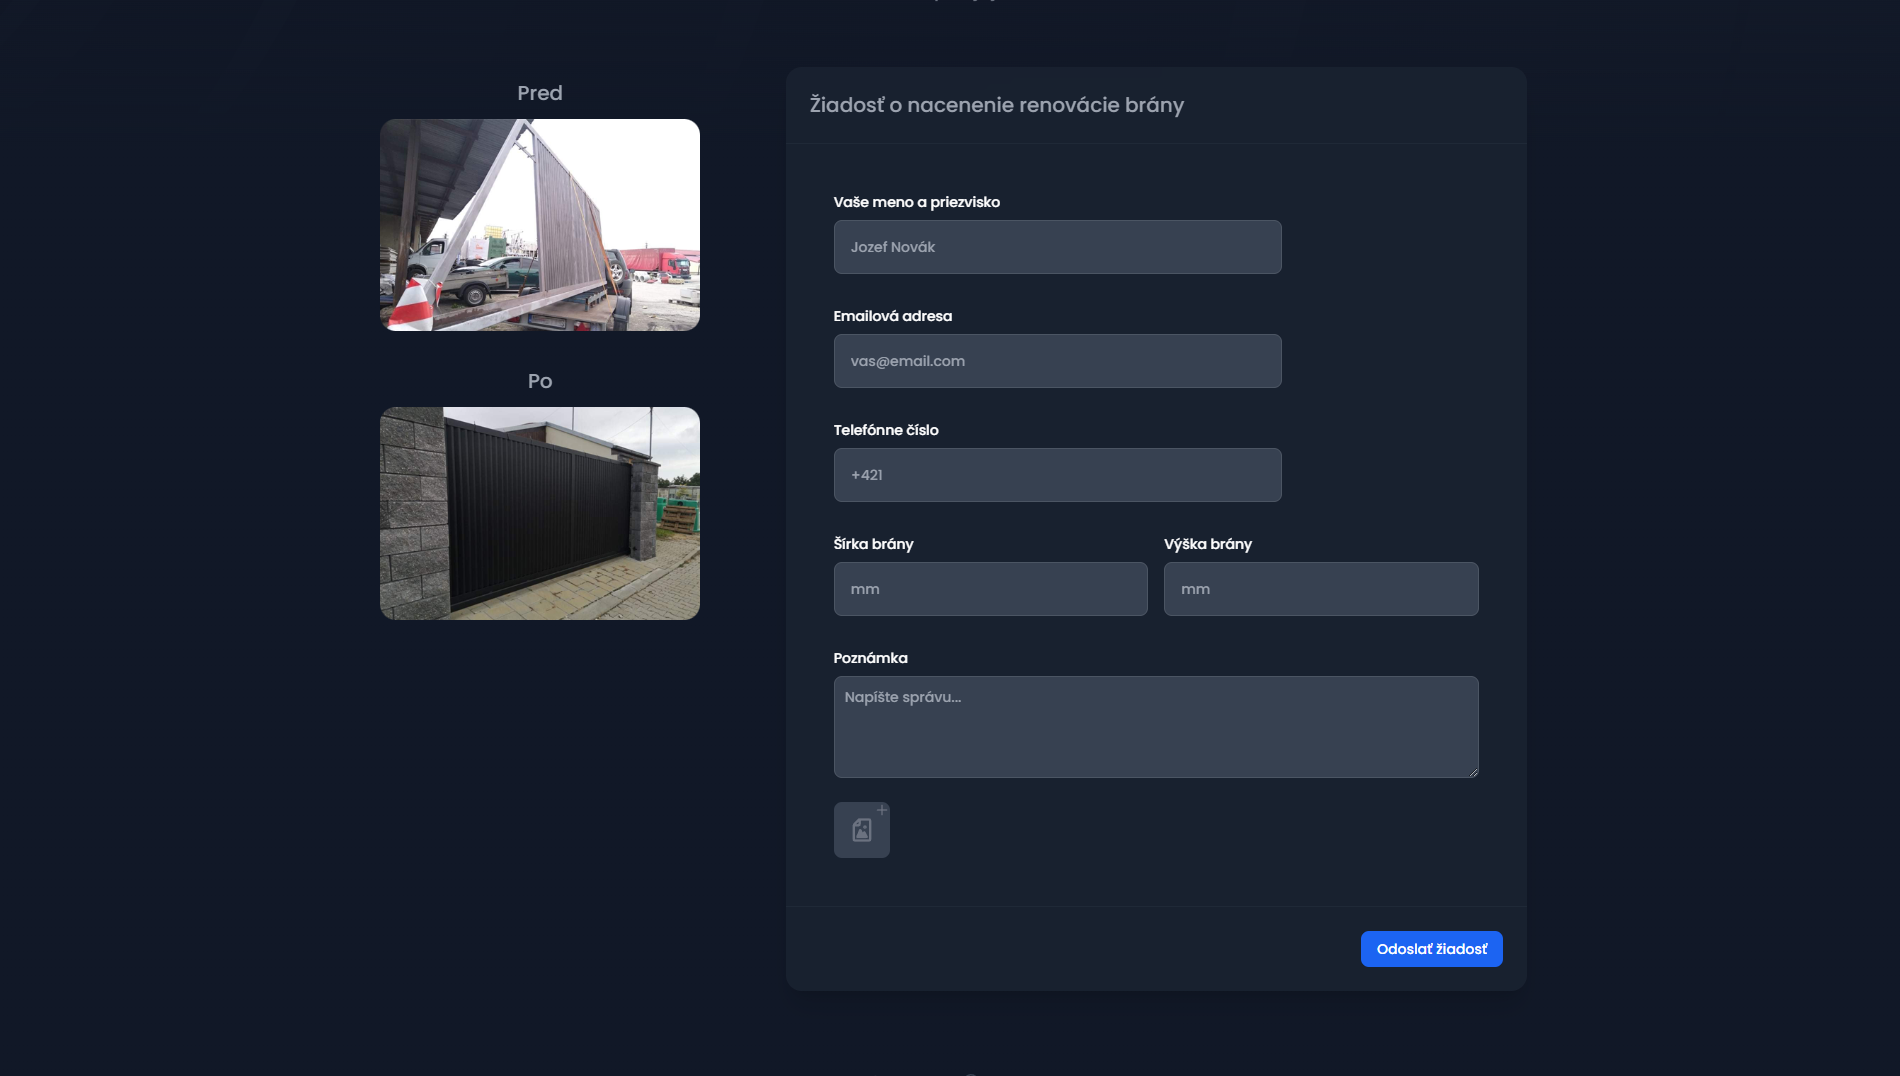 Pred
Po
Žiadosť o nacenenie renovácie brány
Vaše meno a priezvisko
Jozef Novák
Emailová adresa
vas@email.com
Telefónne číslo
+421
Šírka brány
Výška brány
mm
mm
Poznámka
Napíšte správu...
Odoslať žiadosť